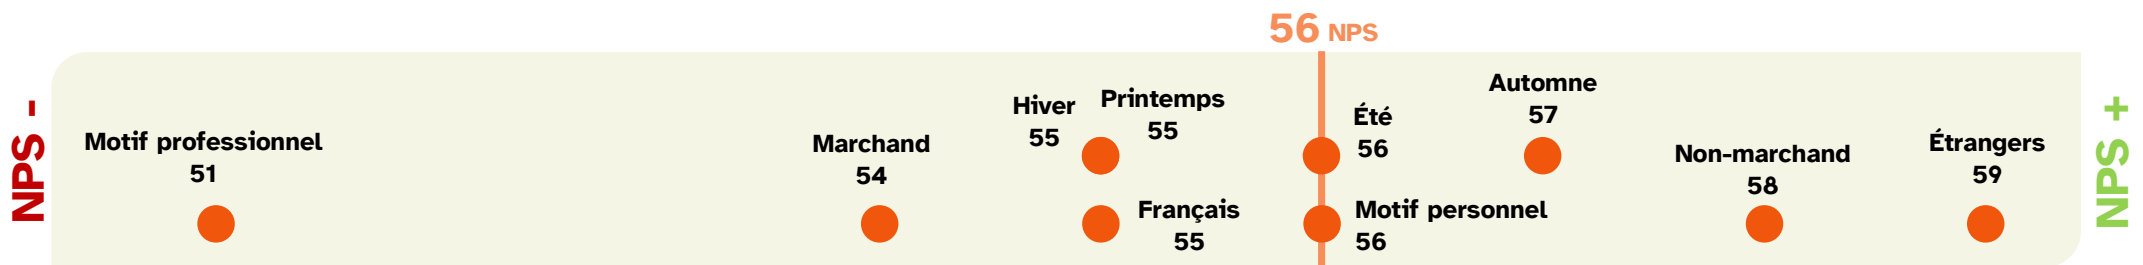 56 NPS
NPS -
Motif professionnel
51
Marchand
54
Hiver
55
Printemps
55
Français
55
Été
56
Motif personnel
56
Automne
57
Non-marchand
58
Étrangers
59
NPS +